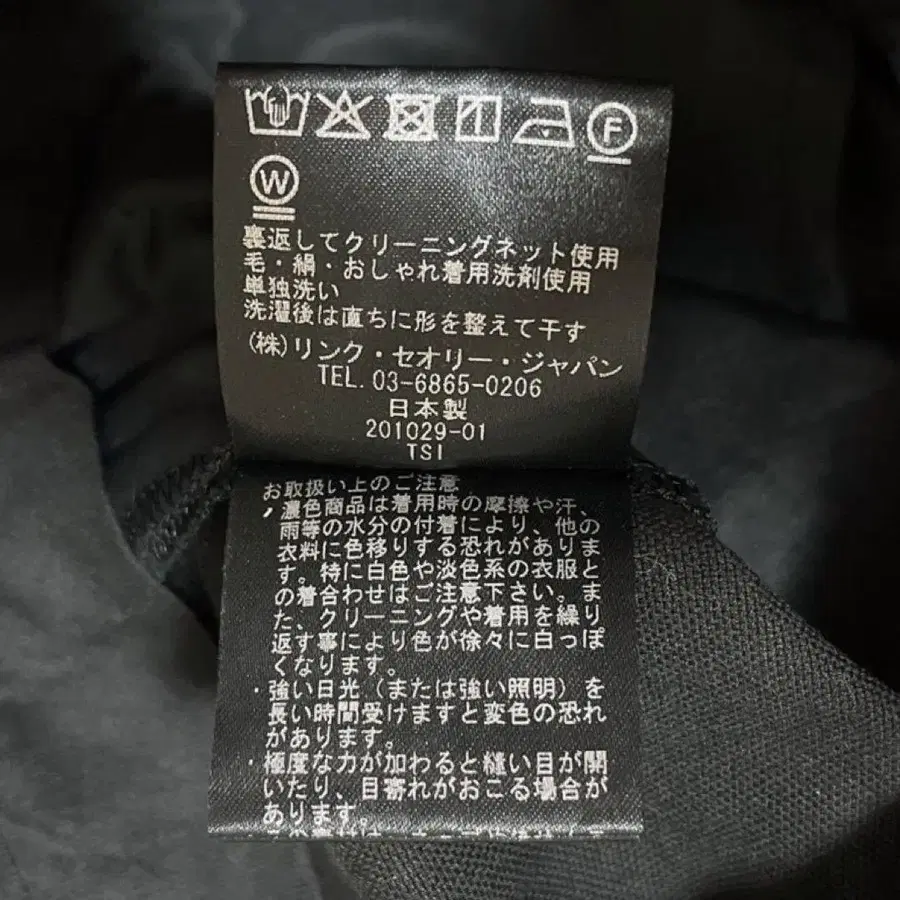 F
W
裏返してクリーニングネット使用
毛・絹・おしゃれ着用洗剤使用
単独洗い
洗濯後は直ちに形を整えて干す
(株)リンク・セオリー・ジャパン
TEL. 03-6865-0206
日本製
201029-01
TSI
お取扱い上のご注意
・濃色商品は着用時の摩擦や汗、
雨等の水分の付着により、他の
衣料に色移りする恐れがありま
す。特に白色や淡色系の衣服と
の着合わせはご注意下さい。ま
た、クリーニングや着用を繰り
返す事により色が徐々に白っぽ
くなります。
・強い日光(または強い照明)を
長い時間受けますと変色の恐れ
があります。
・極度な力が加わると縫い目が開
いたり、目寄れがおこる場合が
あります。